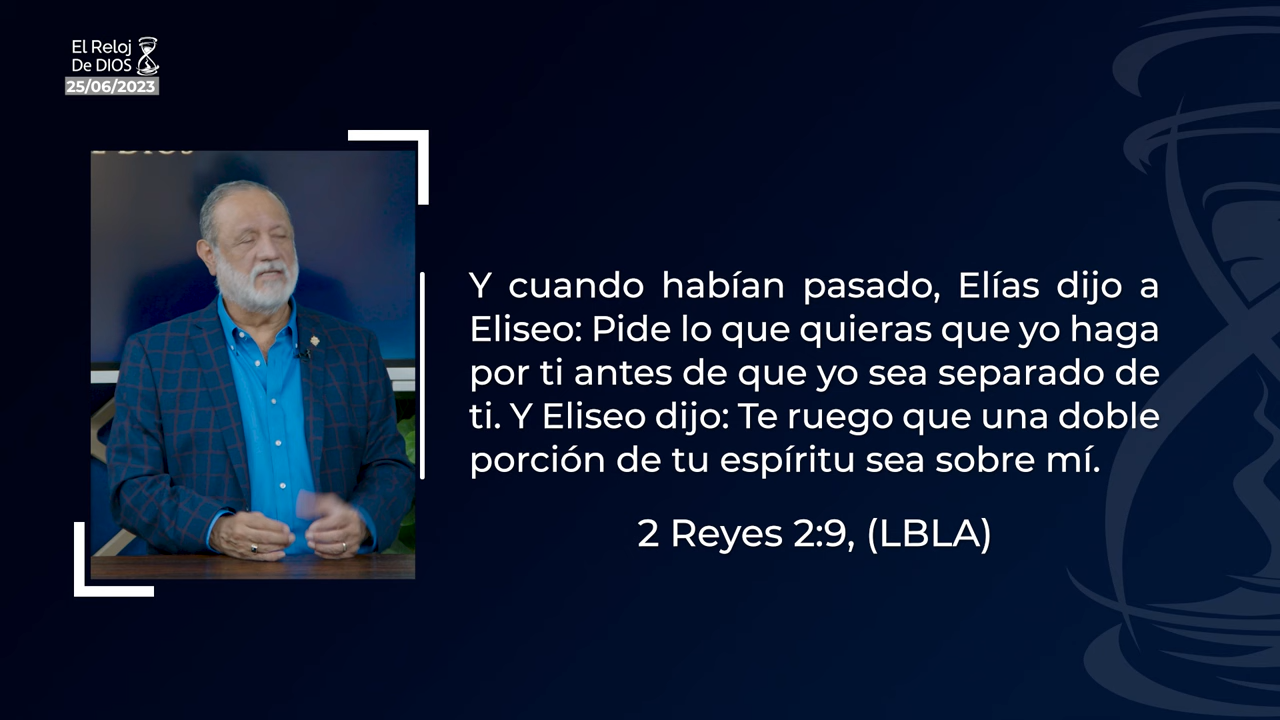 El Reloj
De DIOS
25/06/2023
Y cuando habían pasado, Elías dijo a
Eliseo: Pide lo que quieras que yo haga
por ti antes de que yo sea separado de
ti. Y Eliseo dijo: Te ruego que una doble
porción de tu espíritu sea sobre mí.
2 Reyes 2:9, (LBLA)